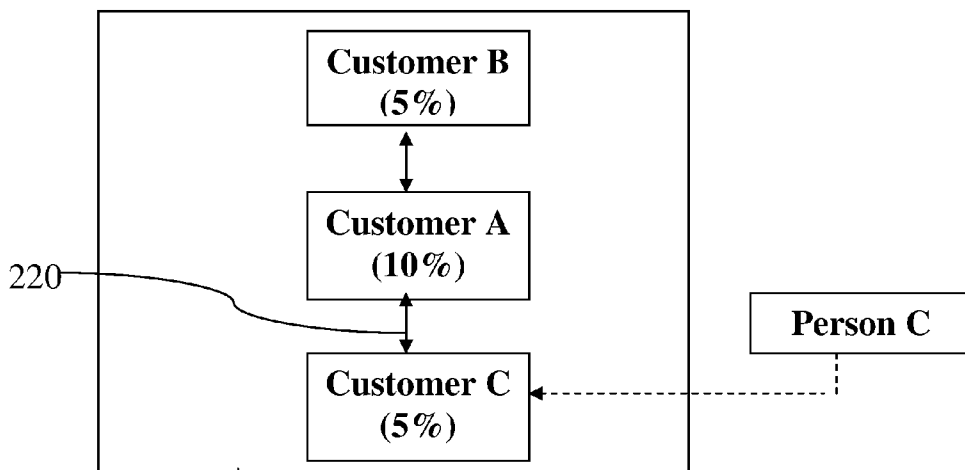 Customer B
(5%)
Customer A
(10%)
220
Person C
Customer C
(5%)